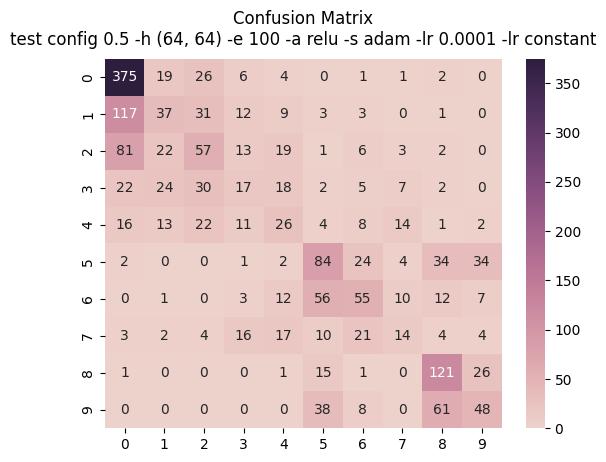 Confusion Matrix
test config 0.5 -h (64, 64) -e 100 -a relu -s adam -lr 0.0001 -lr constant
0 375 19 26 6 4 0 1 1 2 0
1 117 37 31 12 9 3 3 0 1 0
2 81 22 57 13 19 1 6 3 2 0
3 22 24 30 17 18 2 5 7 2 0
4 16 13 22 11 26 4 8 14 1 2
5 2 0 0 1 2 84 24 4 34 34
6 0 1 0 3 12 56 55 10 12 7
7 3 2 4 16 17 10 21 14 4 4
8 1 0 0 0 1 15 1 0 121 26
9 0 0 0 0 0 38 8 0 61 48
0 1 2 3 4 5 6 7 8 9
350
300
250
200
150
100
50
0